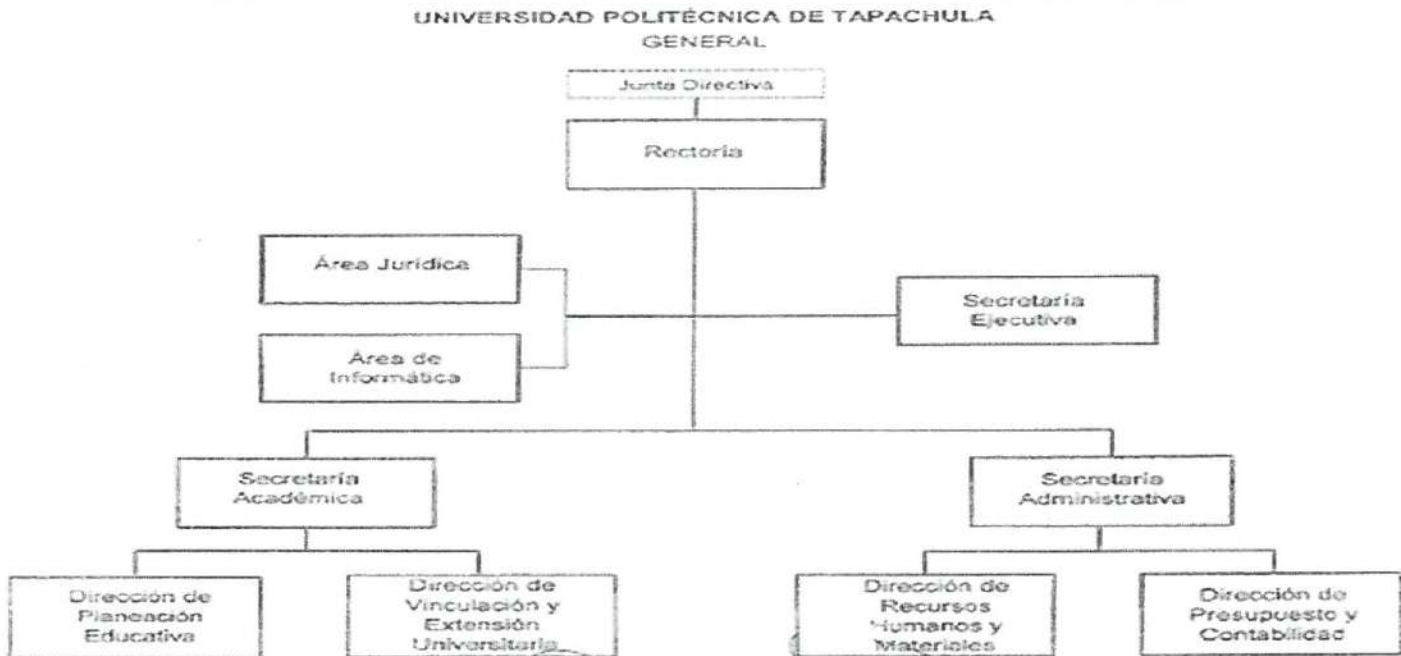 UNIVERSIDAD POLITÉCNICA DE TAPACHULA
GENERAL
Junta Directiva
Rectoría
Área Jurídica
Secretaría
Ejecutiva
Área de
Informática
Secretaría
Académica
Secretaría
Administrativa
Dirección de
Planeación
Educativa
Dirección de
Vinculación y
Extensión
Universitaria
Dirección de
Recursos
Humanos y
Materiales
Dirección de
Presupuesto y
Contabilidad